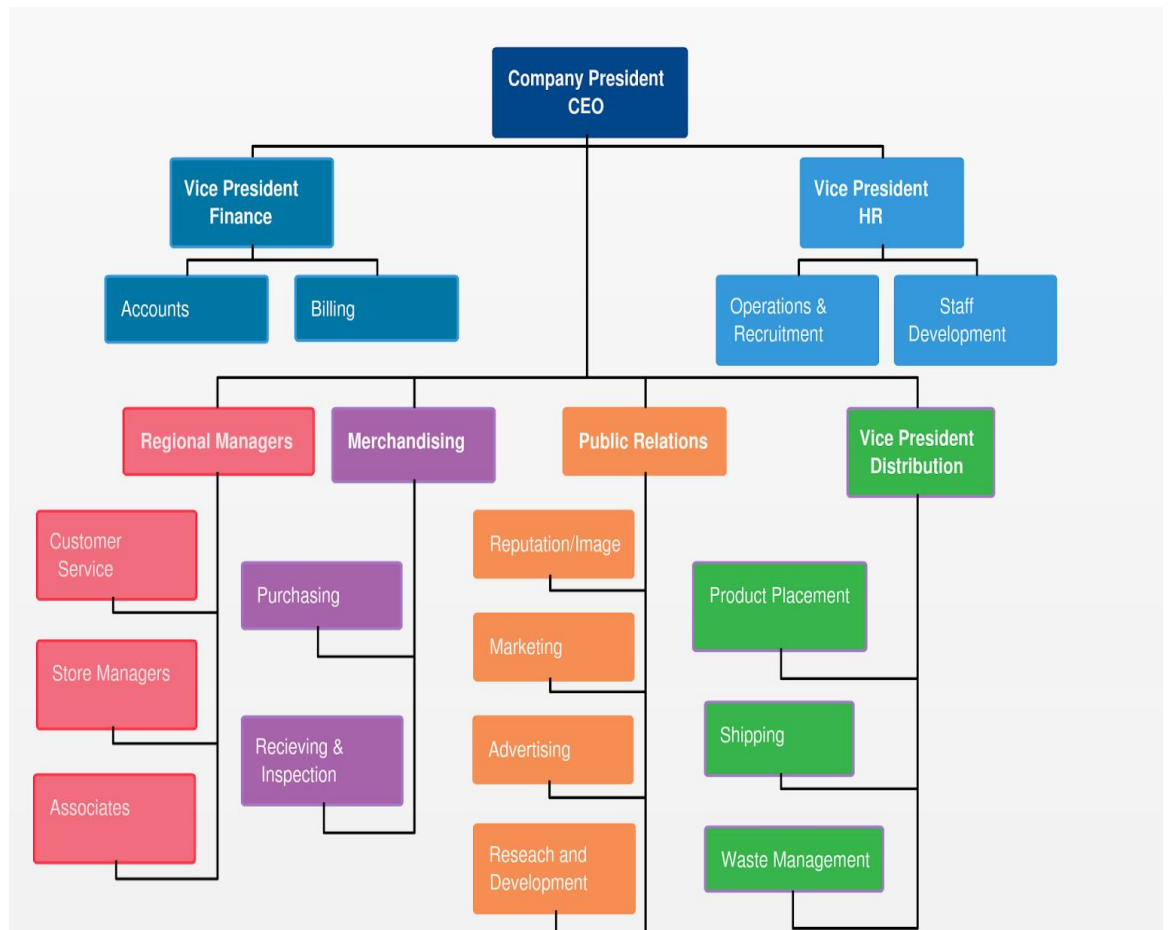 Company President
CEO
Vice President
Finance
Vice President
HR
Accounts
Billing
Operations &
Recruitment
Staff
Development
Regional Managers
Merchandising
Public Relations
Vice President
Distribution
Customer
Service
Store Managers
Associates
Purchasing
Recieving &
Inspection
Reputation/Image
Marketing
Advertising
Reseach and
Development
Product Placement
Shipping
Waste Management